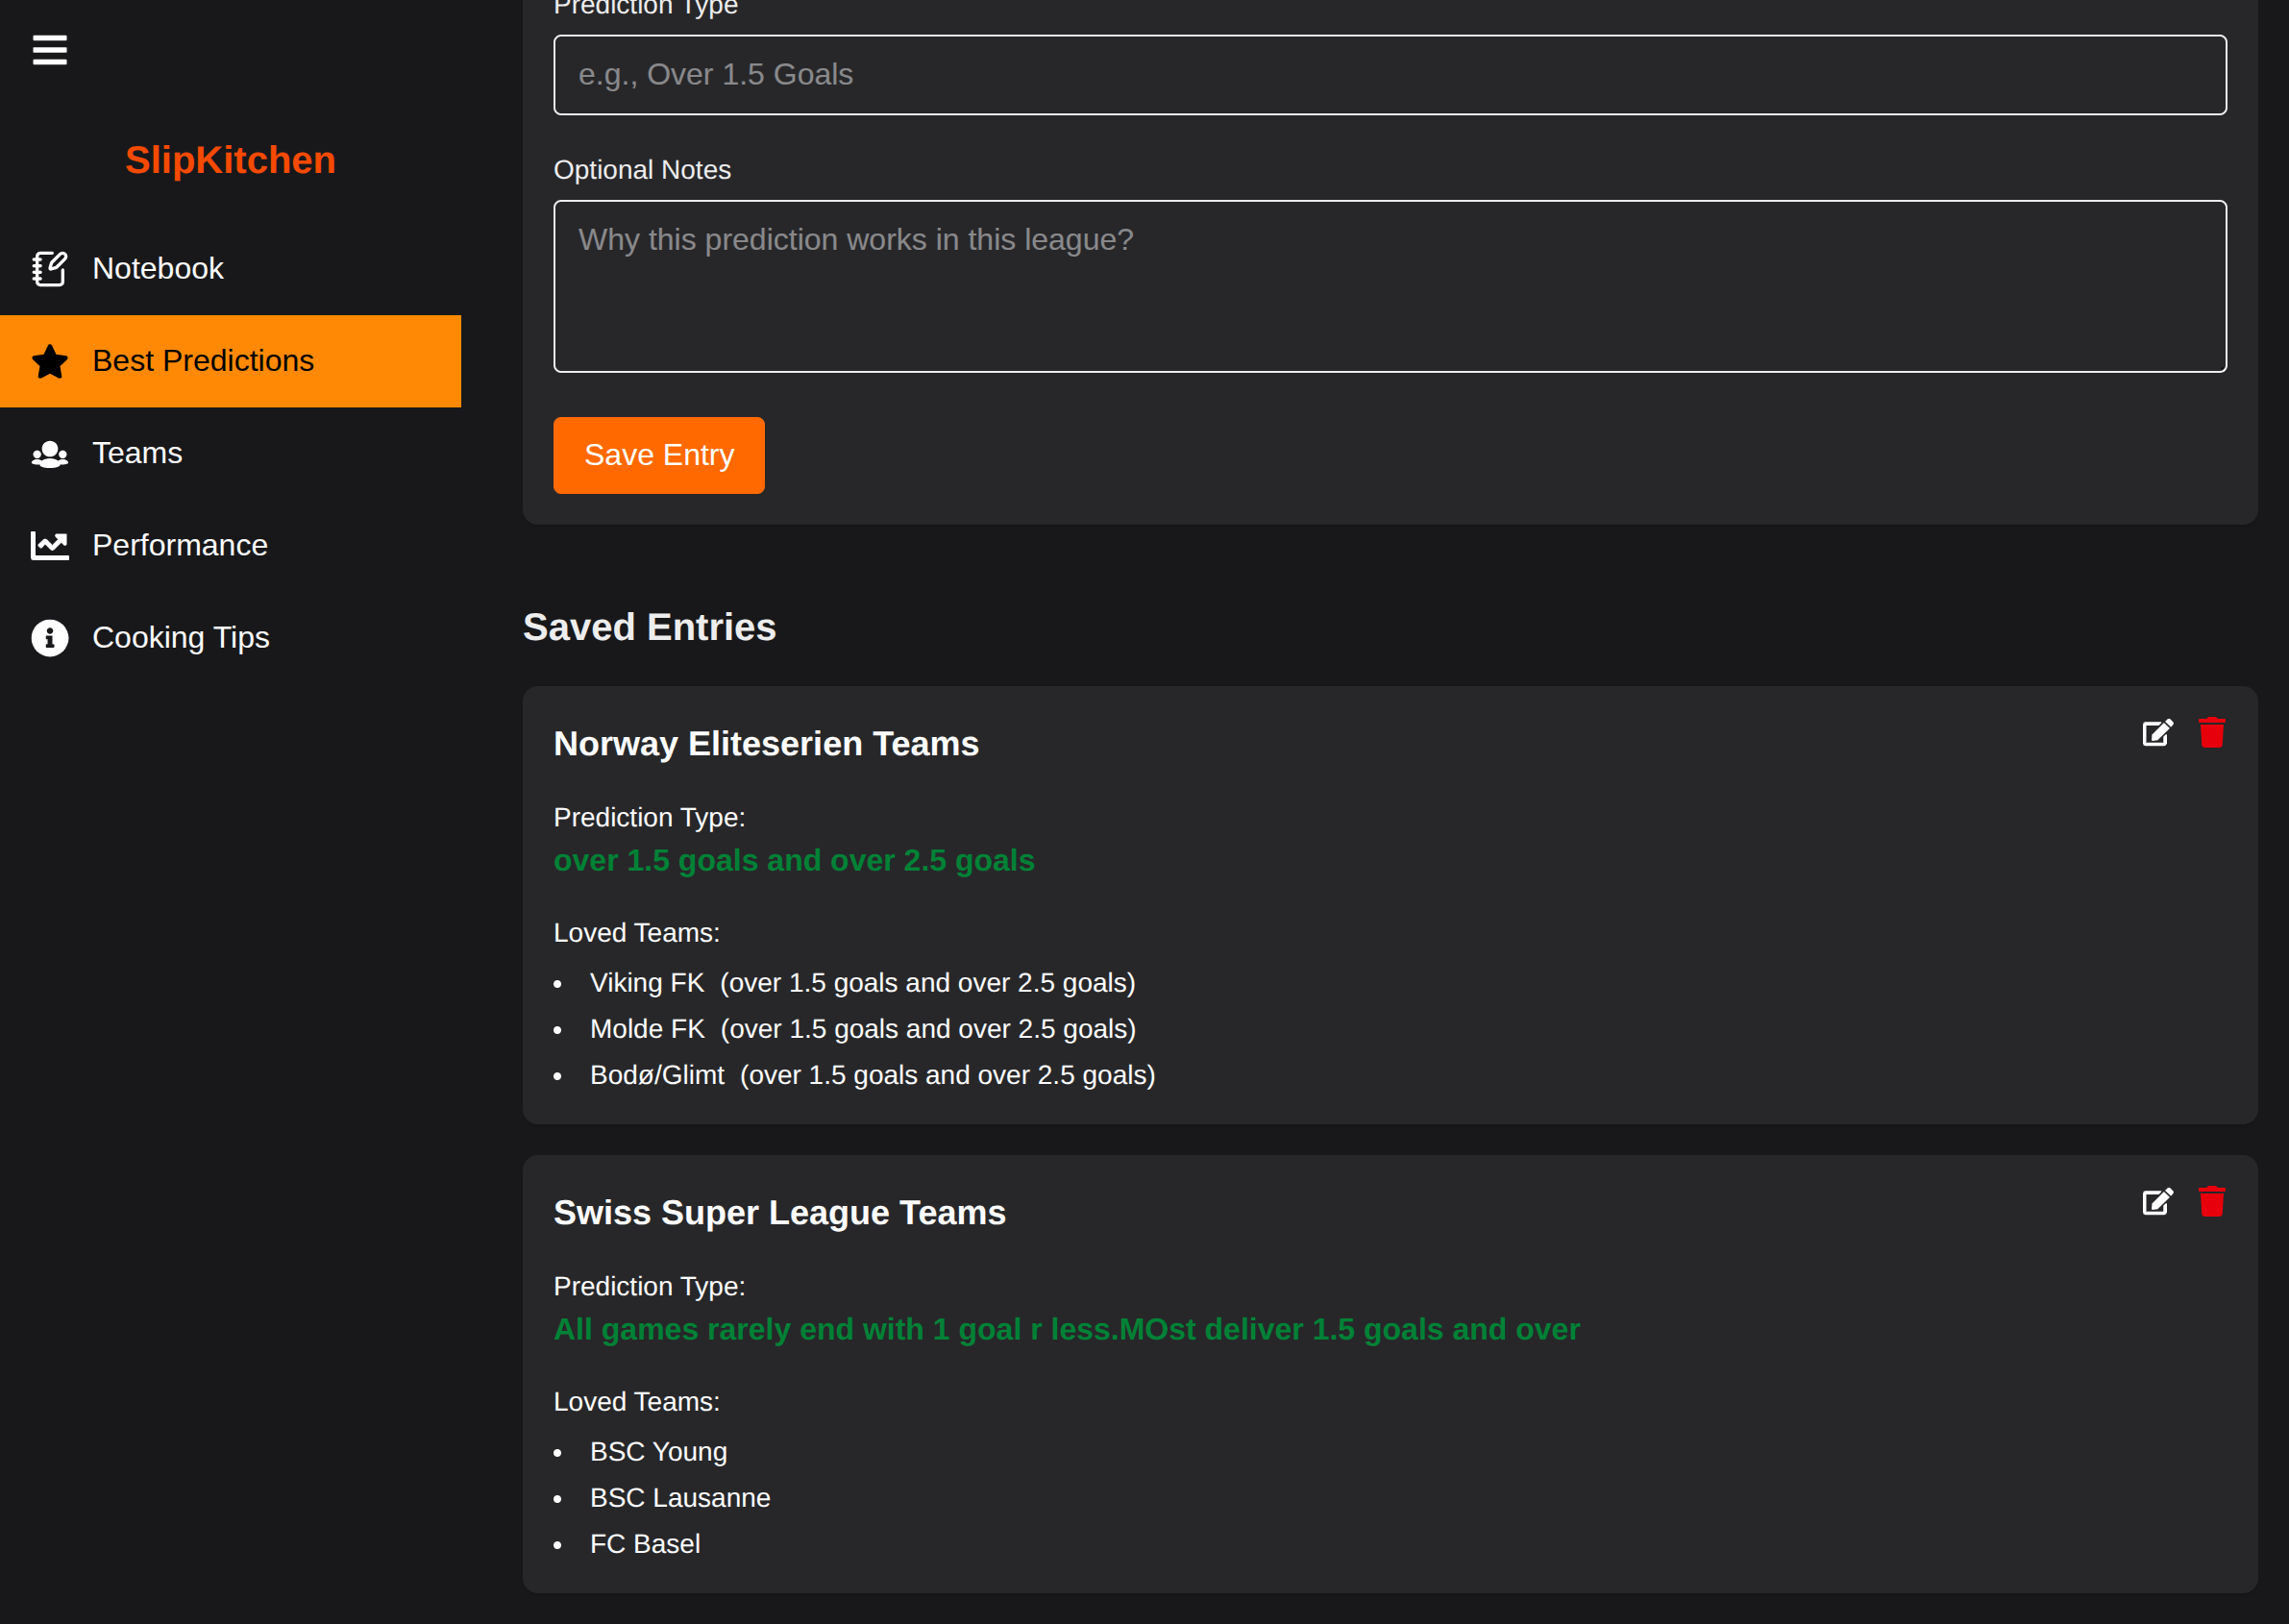 SlipKitchen
Notebook
Best Predictions
Teams
Performance
Cooking Tips
Prediction Type
e.g., Over 1.5 Goals
Optional Notes
Why this prediction works in this league?
Save Entry
Saved Entries
Norway Eliteserien Teams
Prediction Type:
over 1.5 goals and over 2.5 goals
Loved Teams:
Viking FK (over 1.5 goals and over 2.5 goals)
Molde FK (over 1.5 goals and over 2.5 goals)
Bodø/Glimt (over 1.5 goals and over 2.5 goals)
Swiss Super League Teams
Prediction Type:
All games rarely end with 1 goal r less.MOst deliver 1.5 goals and over
Loved Teams:
BSC Young
BSC Lausanne
FC Basel